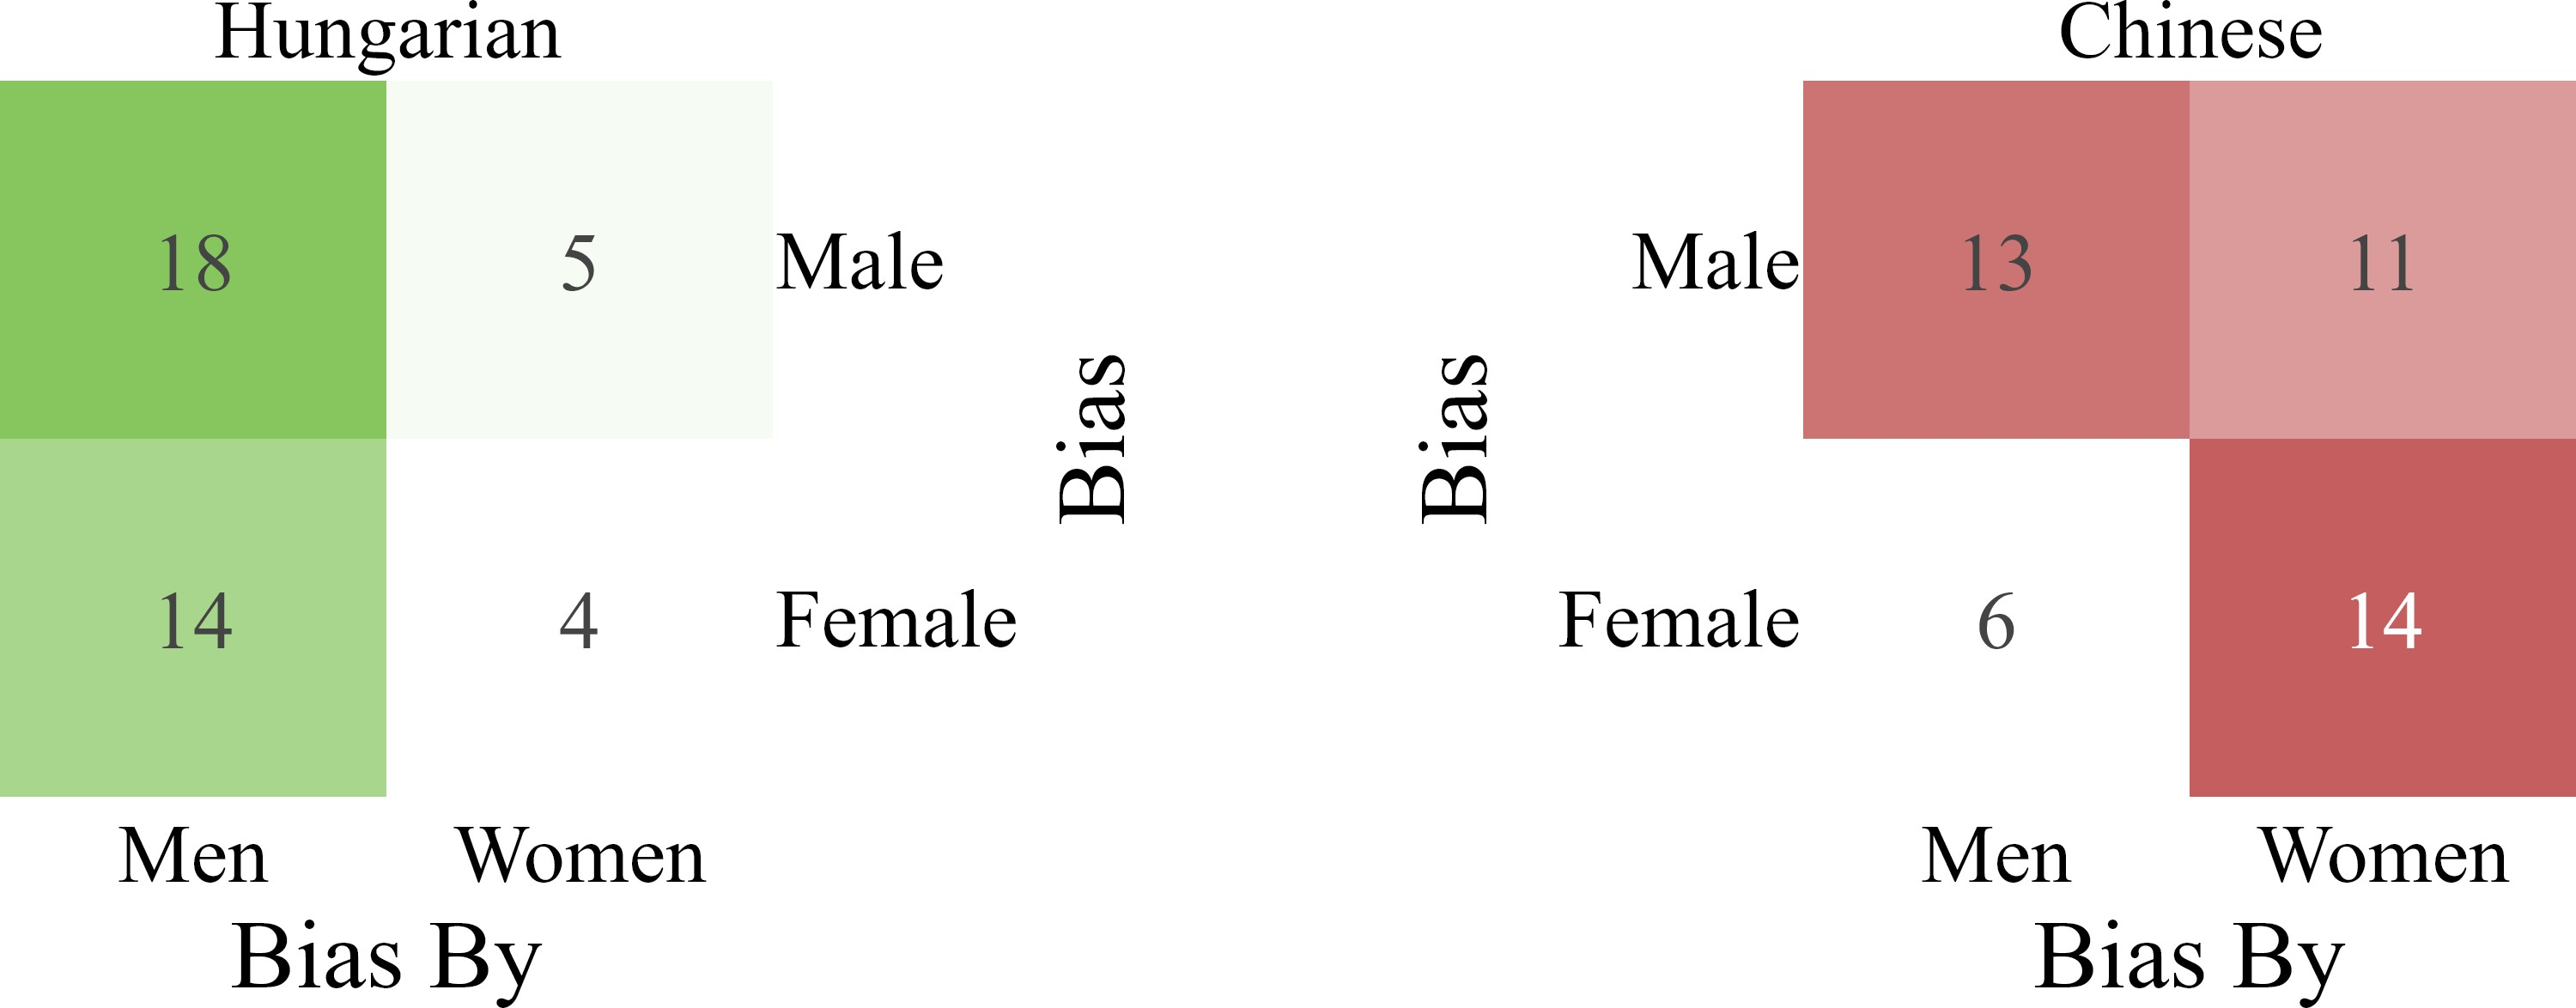 Hungarian
18 5 Male
14 4 Female
Bias
Men Women
Bias By
Chinese
Bias
Male 13 11
Female 6 14
Men Women
Bias By